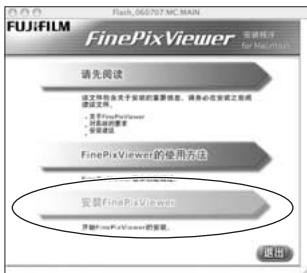 Flash_060707-MC.MAIN
FUJIFILM
FinePixViewer 安装程序
for Macintosh
请先阅读
该文件包含关于安装的重要信息。请务必在安装之前阅
读该文件。
・关于FinePixViewer
・对系统的要求
・安装建议
FinePixViewer的使用方法
安装FinePixViewer
开始FinePixViewer的安装。
退出